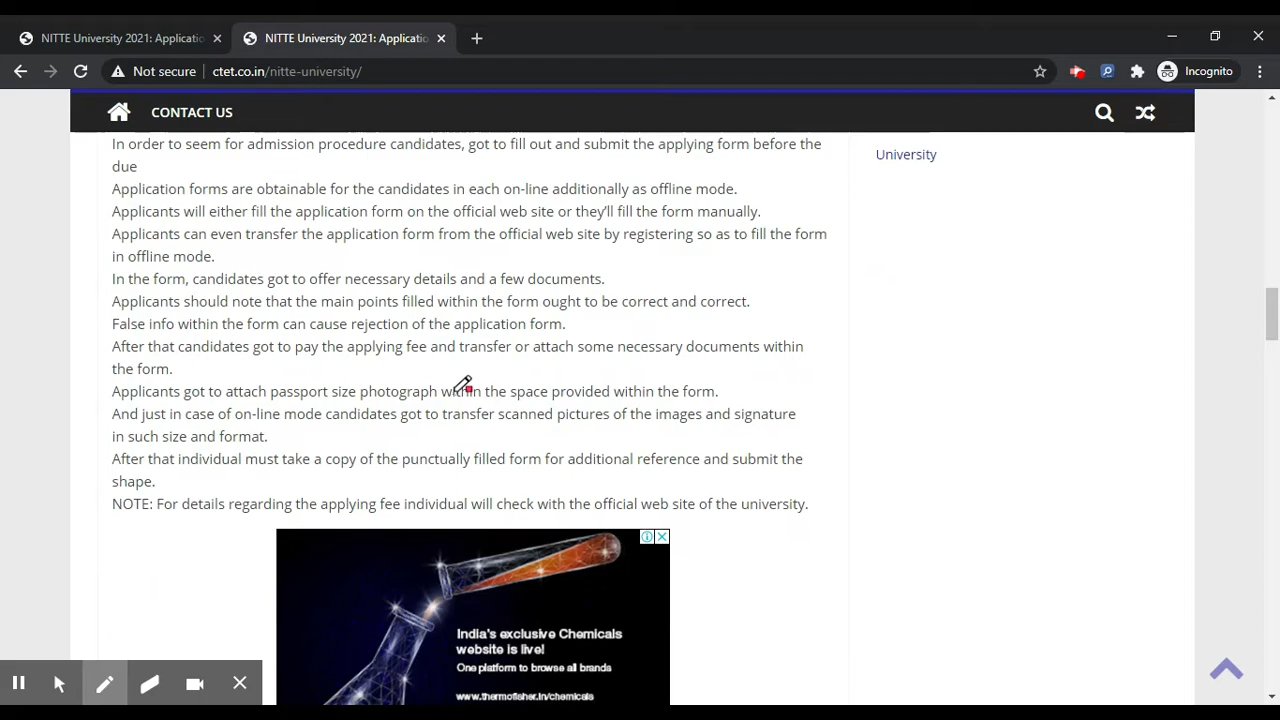 NITTE University 2021: Applicatio
NITTE University 2021: Applicatio
Not secure
ctet.co.in/nitte-university/
Incognito
CONTACT US
In order to seem for admission procedure candidates, got to fill out and submit the applying form before the
due
Application forms are obtainable for the candidates in each on-line additionally as offline mode.
Applicants will either fill the application form on the official web site or they'll fill the form manually.
Applicants can even transfer the application form from the official web site by registering so as to fill the form
in offline mode.
In the form, candidates got to offer necessary details and a few documents.
Applicants should note that the main points filled within the form ought to be correct and correct.
False info within the form can cause rejection of the application form.
After that candidates got to pay the applying fee and transfer or attach some necessary documents within
the form.
Applicants got to attach passport size photograph within the space provided within the form.
And just in case of on-line mode candidates got to transfer scanned pictures of the images and signature
in such size and format.
After that individual must take a copy of the punctually filled form for additional reference and submit the
shape.
NOTE: For details regarding the applying fee individual will check with the official web site of the university.
University
India's exclusive Chemicals
website is live!
One platform to browse all brands
www.thermofisher.in/chemicals